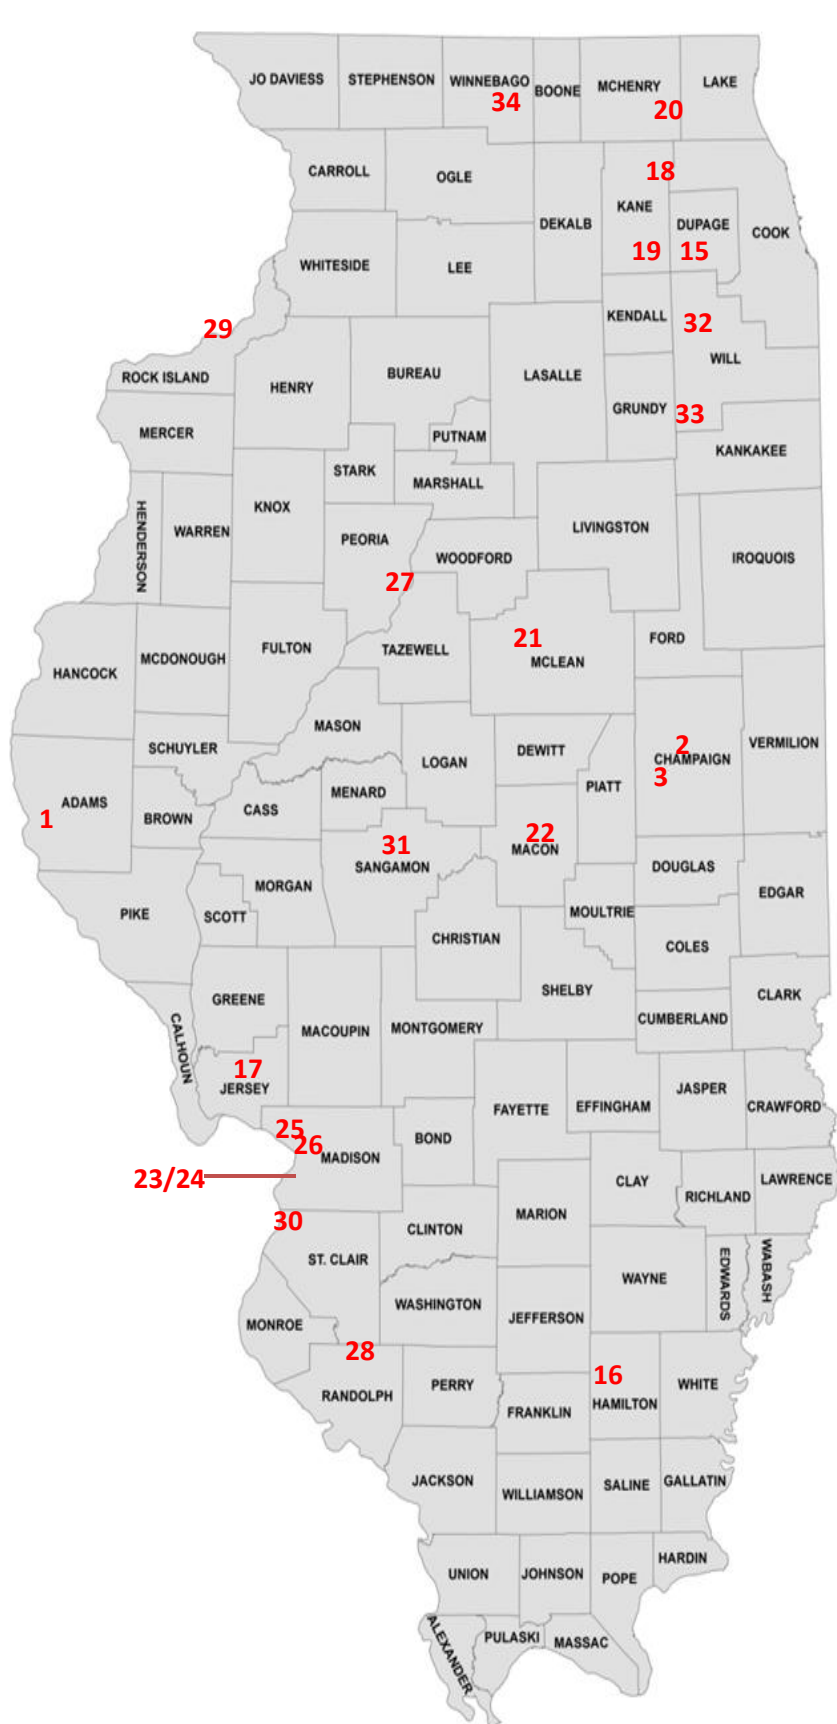 JO DAVIESS
STEPHENSON
WINNEBAGO
34
BOONE
MCHENRY
20
LAKE
CARROLL
OGLE
DEKALB
18
KANE
19
DUPAGE
15
COOK
WHITESIDE
LEE
29
ROCK ISLAND
HENRY
BUREAU
LASALLE
KENDALL
32
WILL
GRUNDY
33
MERCER
PUTNAM
KANKAKEE
STARK
MARSHALL
HENDERSON
WARREN
KNOX
PEORIA
27
WOODFORD
LIVINGSTON
IROQUOIS
HANCOCK
MCDONOUGH
FULTON
TAZEWELL
21
MCLEAN
FORD
SCHUYLER
MASON
LOGAN
DEWITT
PIATT
2
CHAMPAIGN
3
VERMILION
1
ADAMS
BROWN
CASS
MENARD
31
SANGAMON
22
MACON
DOUGLAS
EDGAR
PIKE
SCOTT
MORGAN
CHRISTIAN
MOULTRIE
COLES
CALHOUN
GREENE
MACOUPIN
MONTGOMERY
SHELBY
CUMBERLAND
CLARK
17
JERSEY
FAYETTE
EFFINGHAM
JASPER
CRAWFORD
25
26
MADISON
BOND
23/24
CLAY
RICHLAND
LAWRENCE
30
ST. CLAIR
CLINTON
MARION
WAYNE
EDWARDS
WABASH
MONROE
WASHINGTON
JEFFERSON
28
RANDOLPH
PERRY
FRANKLIN
16
HAMILTON
WHITE
JACKSON
WILLIAMSON
SALINE
GALLATIN
UNION
JOHNSON
POPE
HARDIN
ALEXANDER
PULASKI
MASSAC